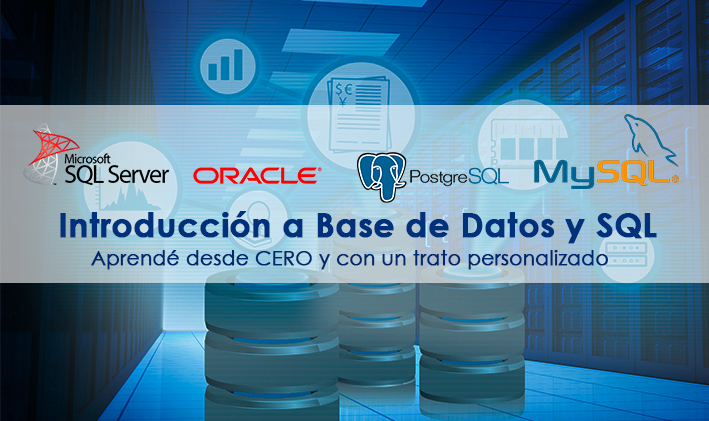 $ €
¥
Microsoft
SQL Server
ORACLE®
PostgreSQL
MySQL®
Introducción a Base de Datos y SQL
Aprendé desde CERO y con un trato personalizado